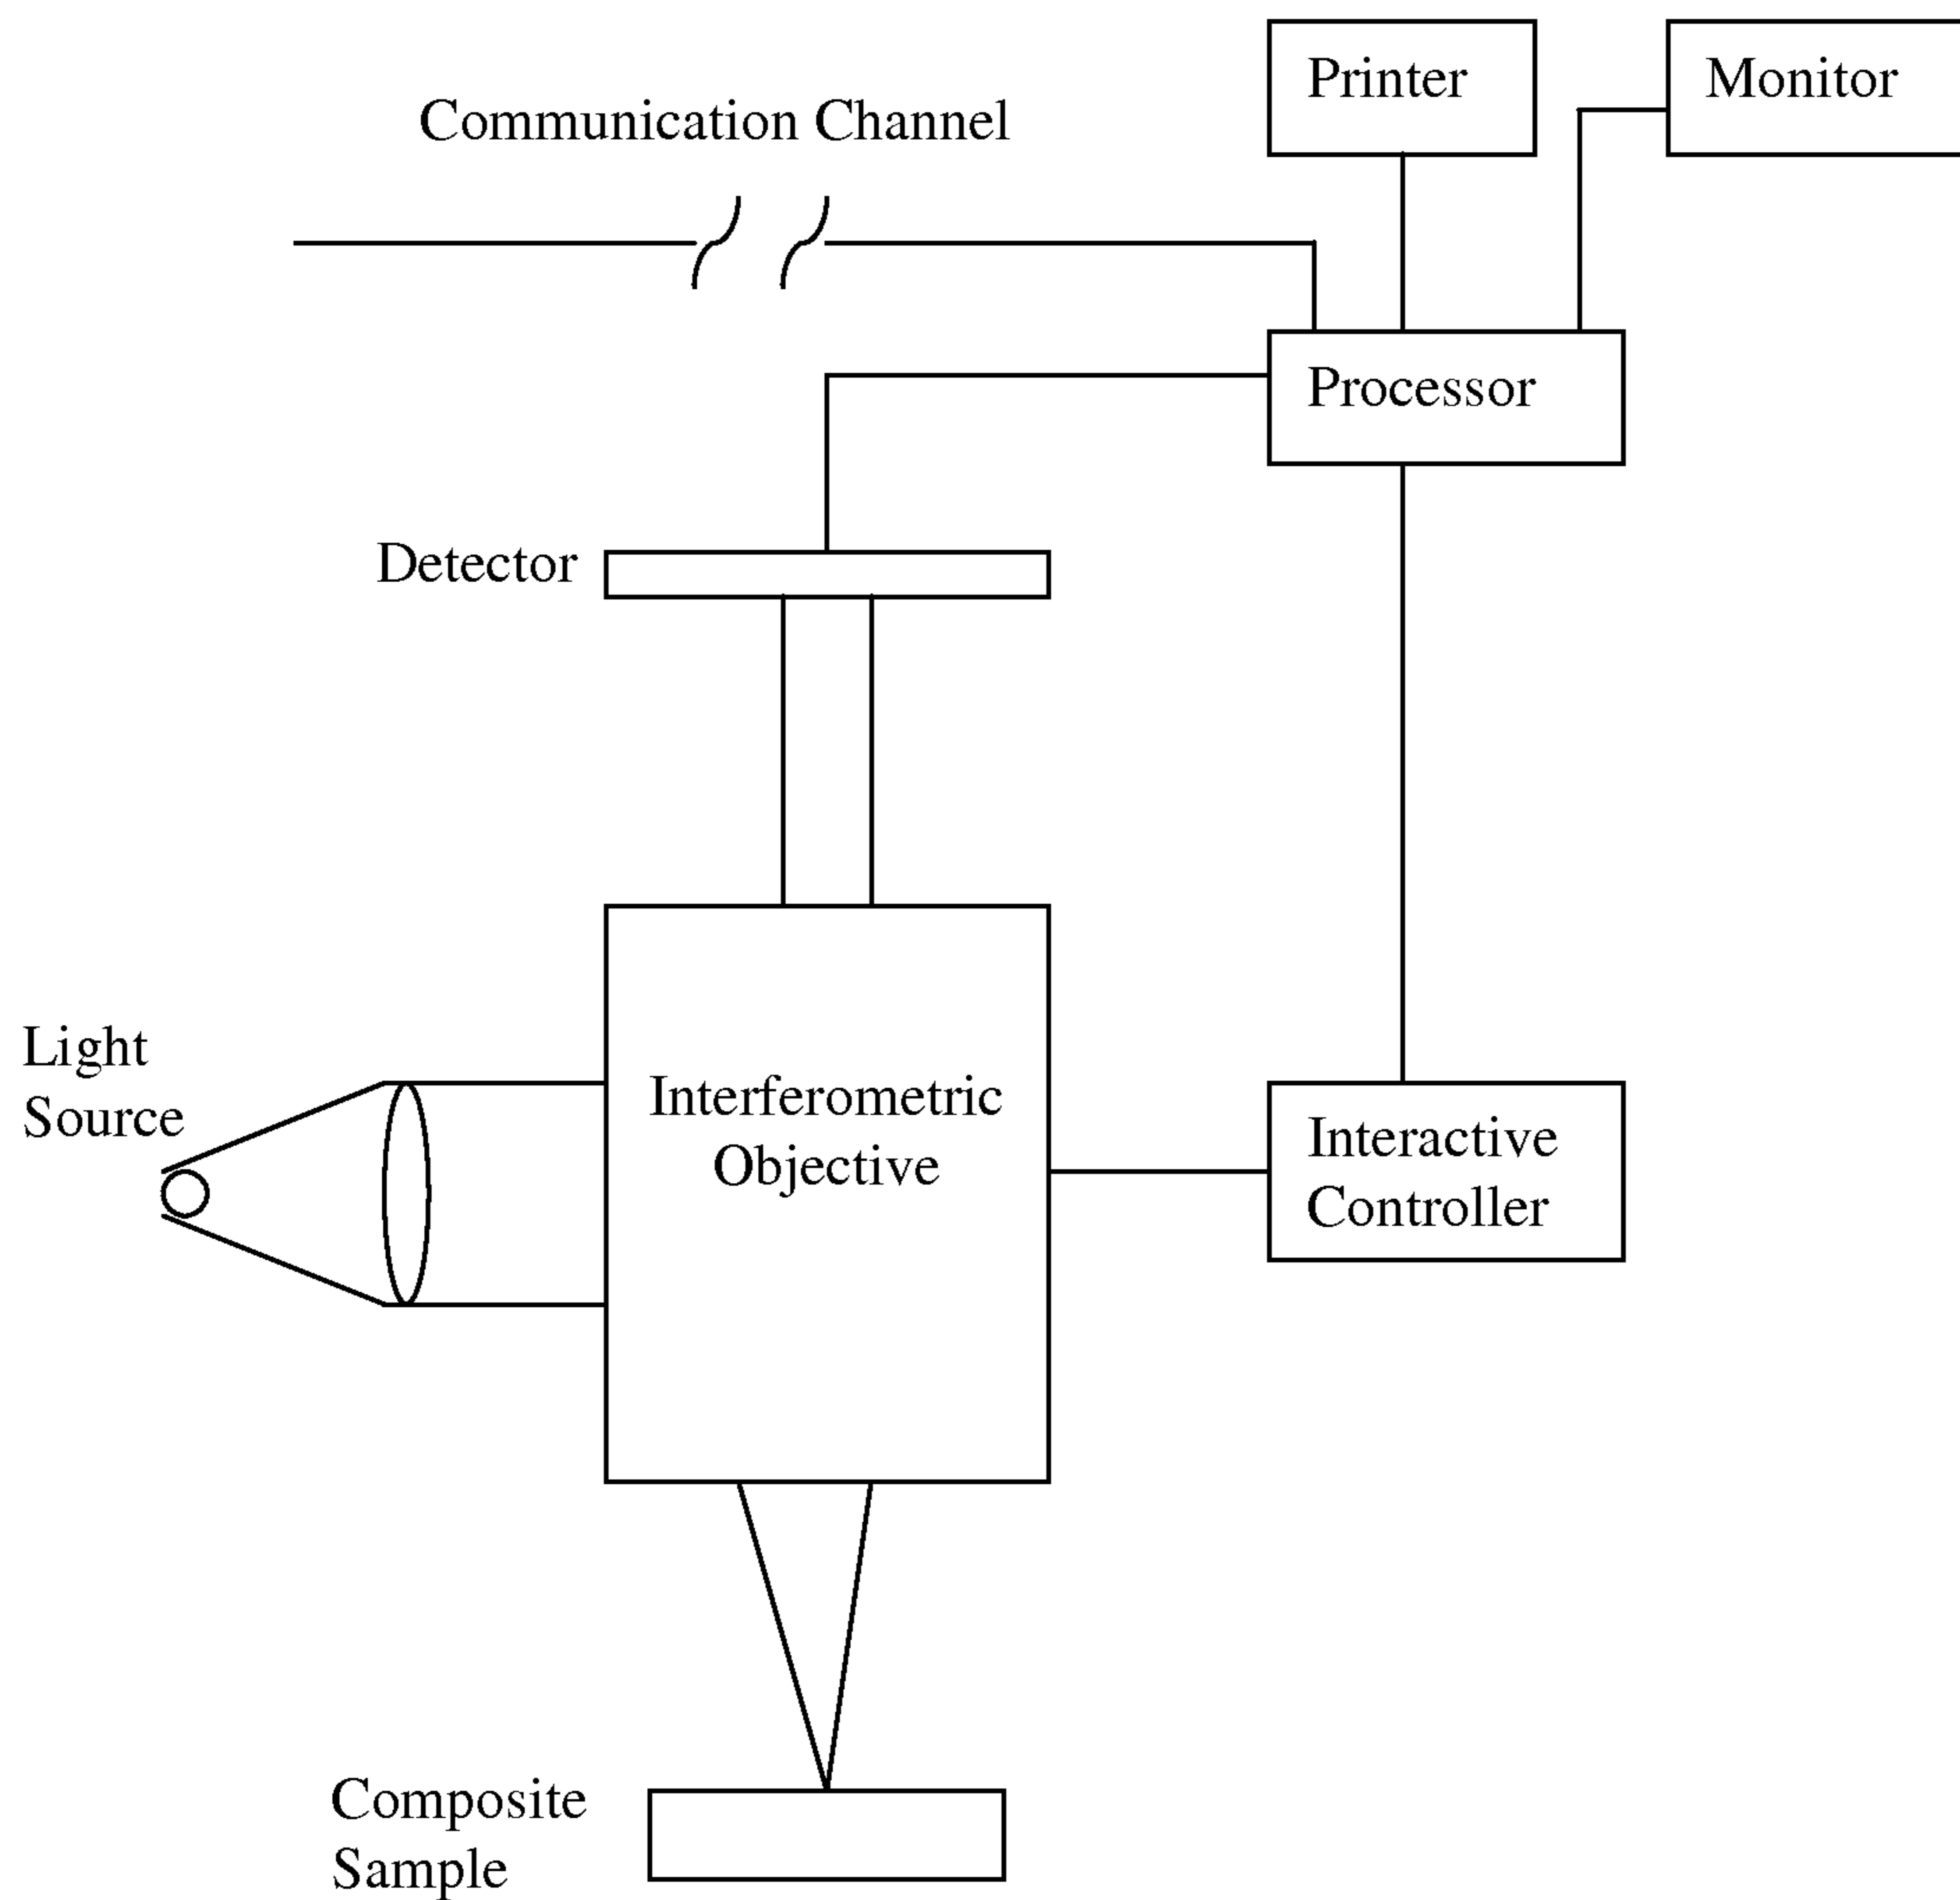 Printer
Monitor
Communication Channel
Processor
Detector
Light
Source
Interferometric
Objective
Interactive
Controller
Composite
Sample